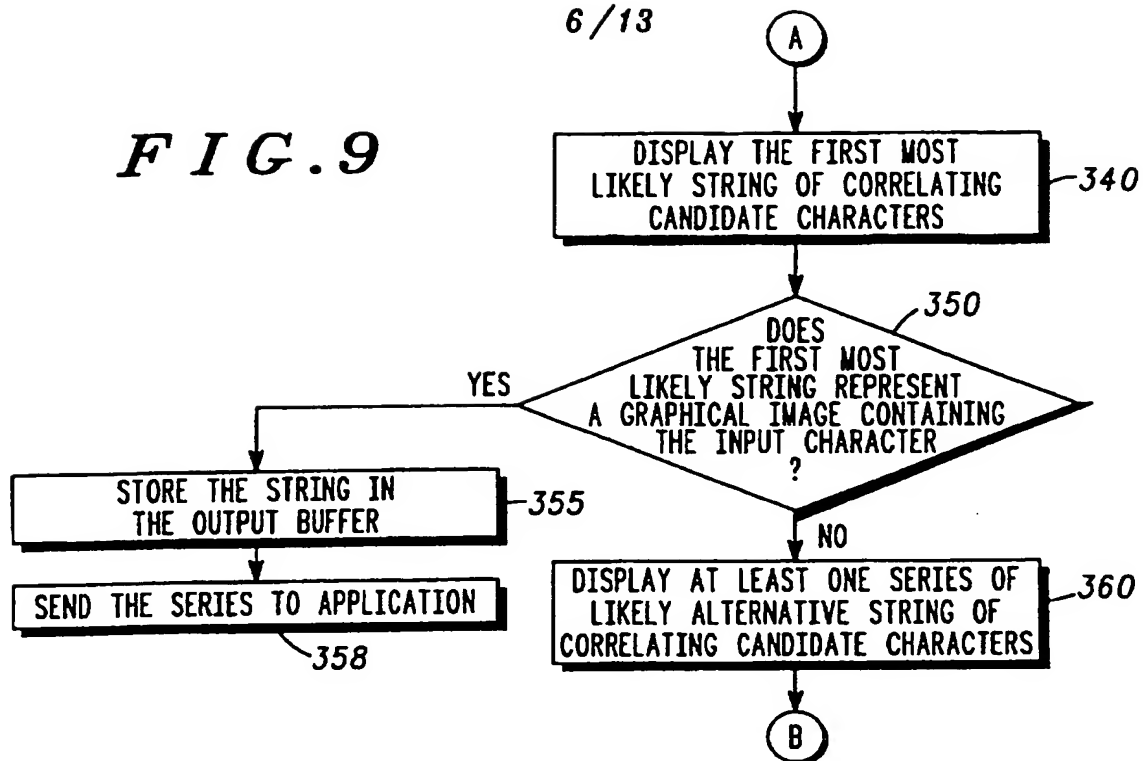 6/13
A
FIG.9
DISPLAY THE FIRST MOST
LIKELY STRING OF CORRELATING
CANDIDATE CHARACTERS
340
350
DOES
THE FIRST MOST
LIKELY STRING REPRESENT
A GRAPHICAL IMAGE CONTAINING
THE INPUT CHARACTER
?
YES
STORE THE STRING IN
THE OUTPUT BUFFER
355
SEND THE SERIES TO APPLICATION
358
NO
DISPLAY AT LEAST ONE SERIES OF
LIKELY ALTERNATIVE STRING OF
CORRELATING CANDIDATE CHARACTERS
360
B